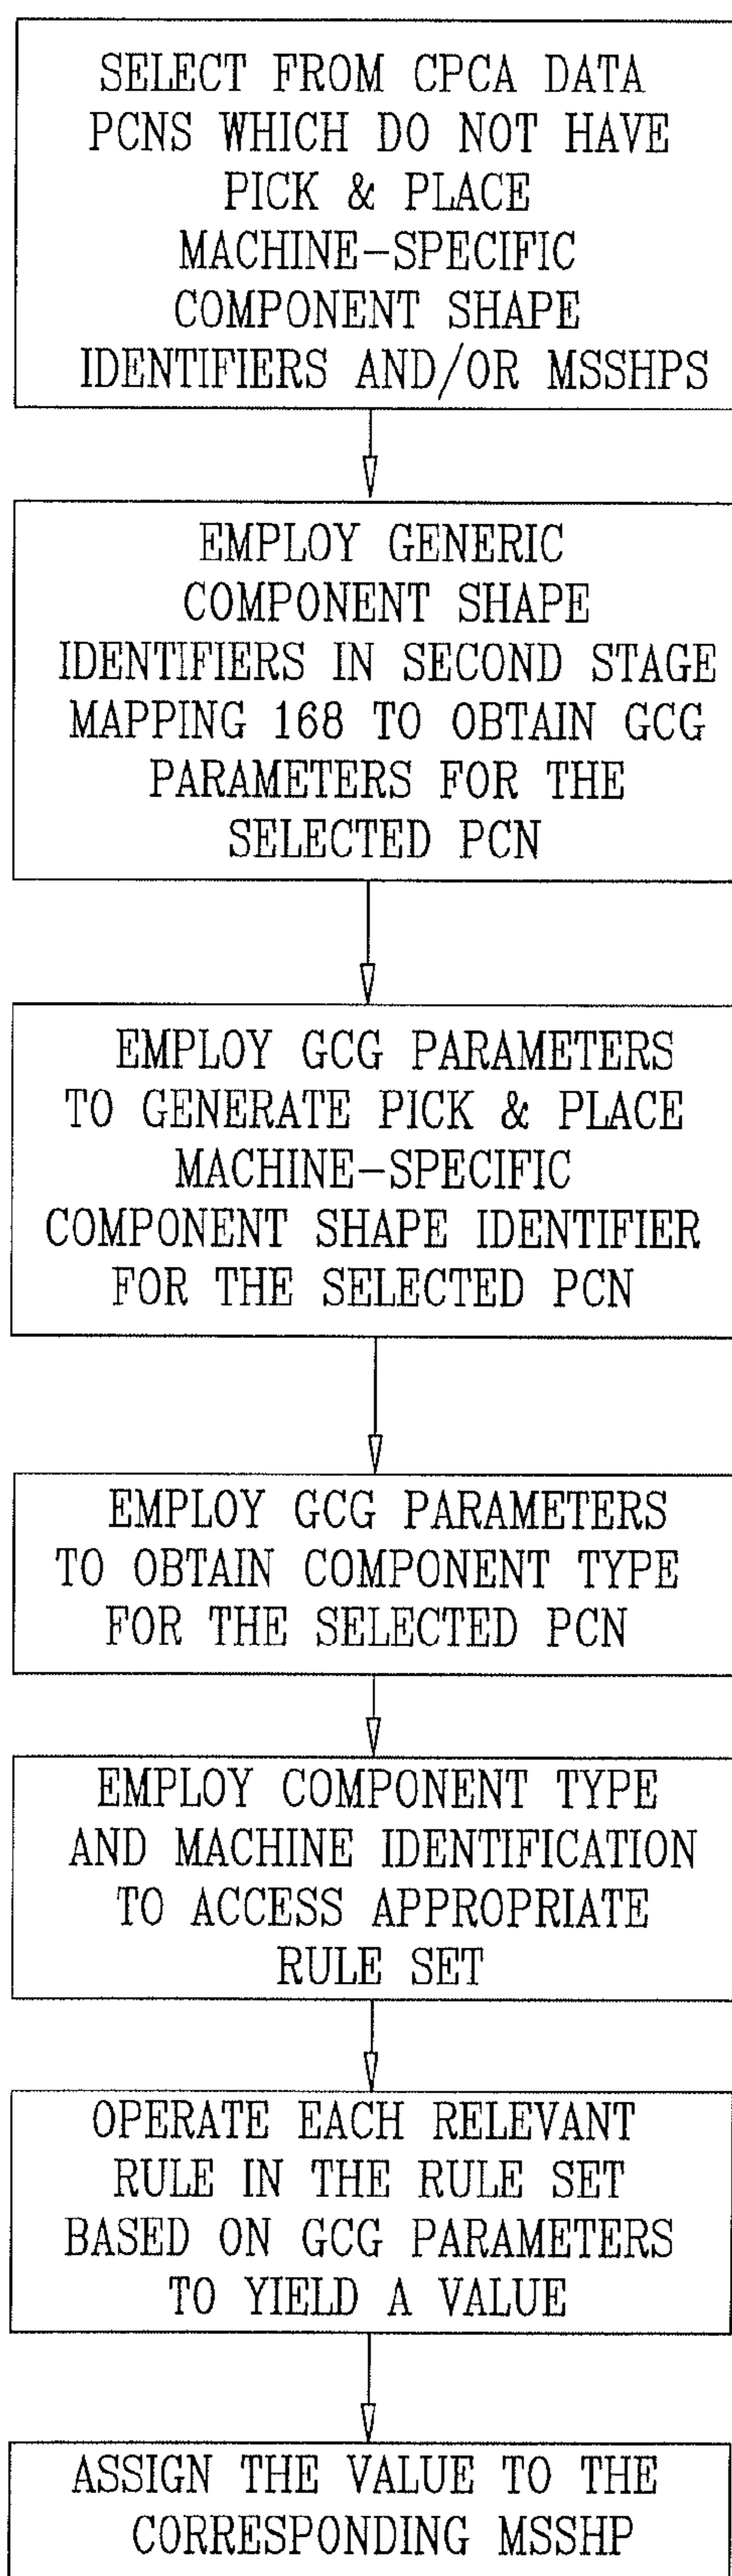 SELECT FROM CPCA DATA
PCNS WHICH DO NOT HAVE
PICK & PLACE
MACHINE-SPECIFIC
COMPONENT SHAPE
IDENTIFIERS AND/OR MSSHPS
EMPLOY GENERIC
COMPONENT SHAPE
IDENTIFIERS IN SECOND STAGE
MAPPING 168 TO OBTAIN GCG
PARAMETERS FOR THE
SELECTED PCN
EMPLOY GCG PARAMETERS
TO GENERATE PICK & PLACE
MACHINE-SPECIFIC
COMPONENT SHAPE IDENTIFIER
FOR THE SELECTED PCN
EMPLOY GCG PARAMETERS
TO OBTAIN COMPONENT TYPE
FOR THE SELECTED PCN
EMPLOY COMPONENT TYPE
AND MACHINE IDENTIFICATION
TO ACCESS APPROPRIATE
RULE SET
OPERATE EACH RELEVANT
RULE IN THE RULE SET
BASED ON GCG PARAMETERS
TO YIELD A VALUE
ASSIGN THE VALUE TO THE
CORRESPONDING MSSHP